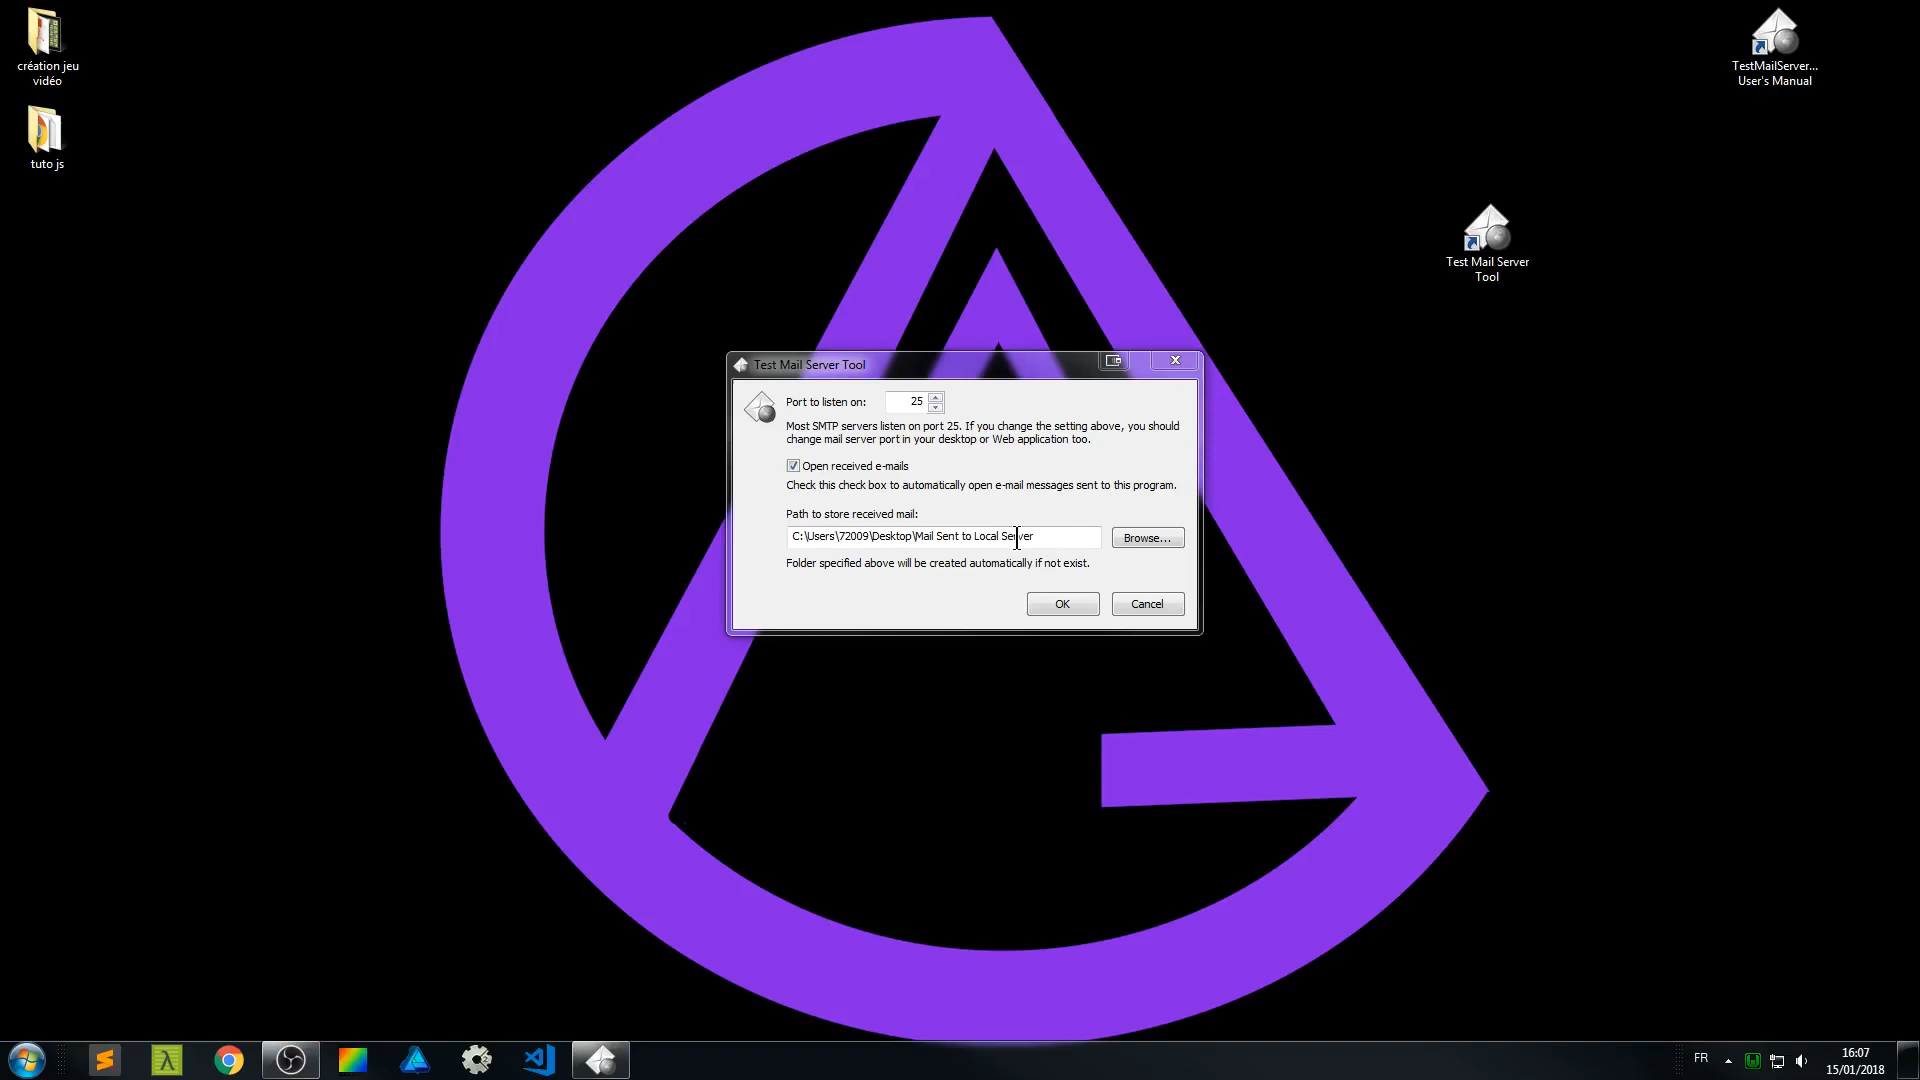 création jeu
vidéo
tuto js
TestMailServer...
User's Manual
Test Mail Server
Tool
Test Mail Server Tool
Port to listen on:
25
Most SMTP servers listen on port 25. If you change the setting above, you should
change mail server port in your desktop or Web application too.
Open received e-mails
Check this check box to automatically open e-mail messages sent to this program.
Path to store received mail:
C:\Users\72009\Desktop\Mail Sent to Local Server
Browse...
Folder specified above will be created automatically if not exist.
OK
Cancel
FR
16:07
15/01/2018